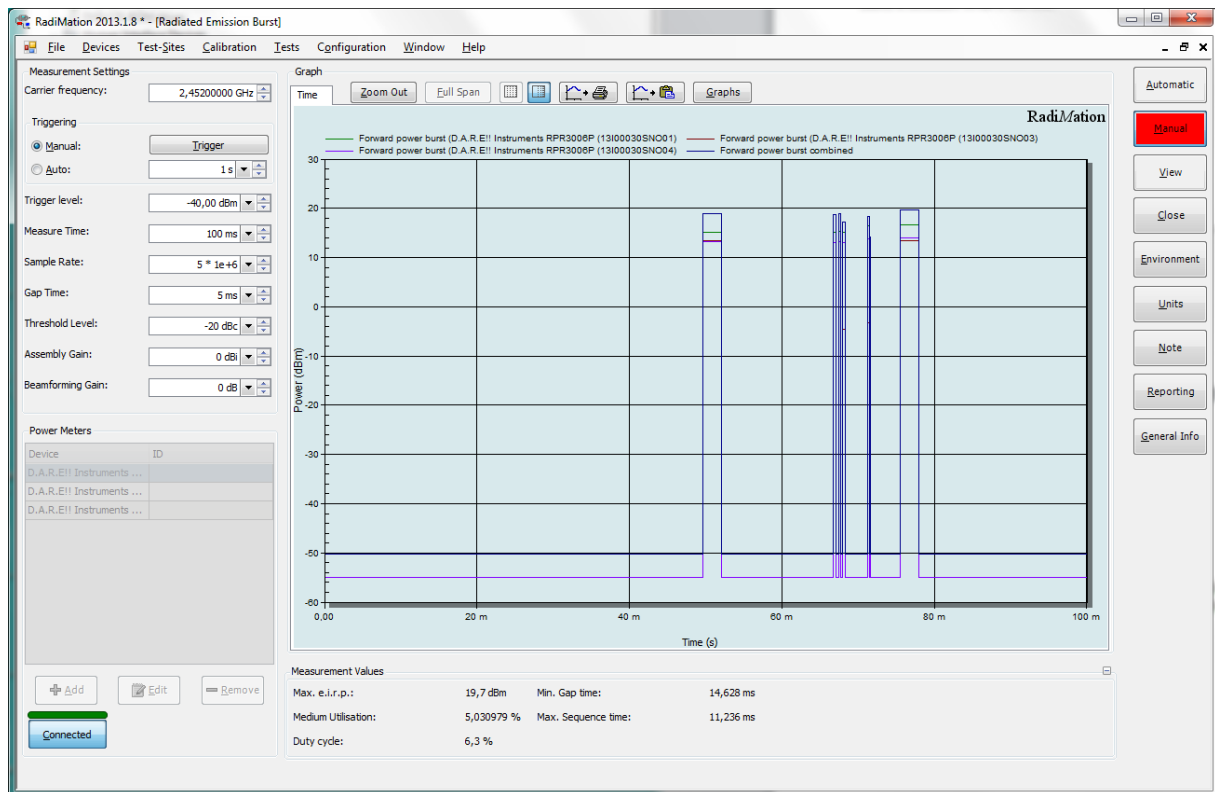 RadiMation 2013.1.8 * - [Radiated Emission Burst]
File Devices Test-Sites Calibration Tests Configuration Window Help
Measurement Settings
Carrier frequency: 2,45200000 GHz
Triggering
Manual: Trigger
Auto: 1 s
Trigger level: -40,00 dBm
Measure Time: 100 ms
Sample Rate: 5 * 1e+6
Gap Time: 5 ms
Threshold Level: -20 dBc
Assembly Gain: 0 dBi
Beamforming Gain: 0 dB
Power Meters
Device ID
D.A.R.E!! Instruments ...
D.A.R.E!! Instruments ...
D.A.R.E!! Instruments ...
Add Edit Remove
Connected
Graph
Time Zoom Out Full Span Graphs
RadiMation
Forward power burst (D.A.R.E!! Instruments RPR3006P (13I00030SNO01) Forward power burst (D.A.R.E!! Instruments RPR3006P (13I00030SNO03)
Forward power burst (D.A.R.E!! Instruments RPR3006P (13I00030SNO04) Forward power burst combined
Power (dBm)
30
20
10
0
-10
-20
-30
-40
-50
-60
0,00 20 m 40 m 60 m 80 m 100 m
Time (s)
Measurement Values
Max. e.i.r.p.: 19,7 dBm Min. Gap time: 14,628 ms
Medium Utilisation: 5,030979 % Max. Sequence time: 11,236 ms
Duty cycle: 6,3 %
Automatic
Manual
View
Close
Environment
Units
Note
Reporting
General Info